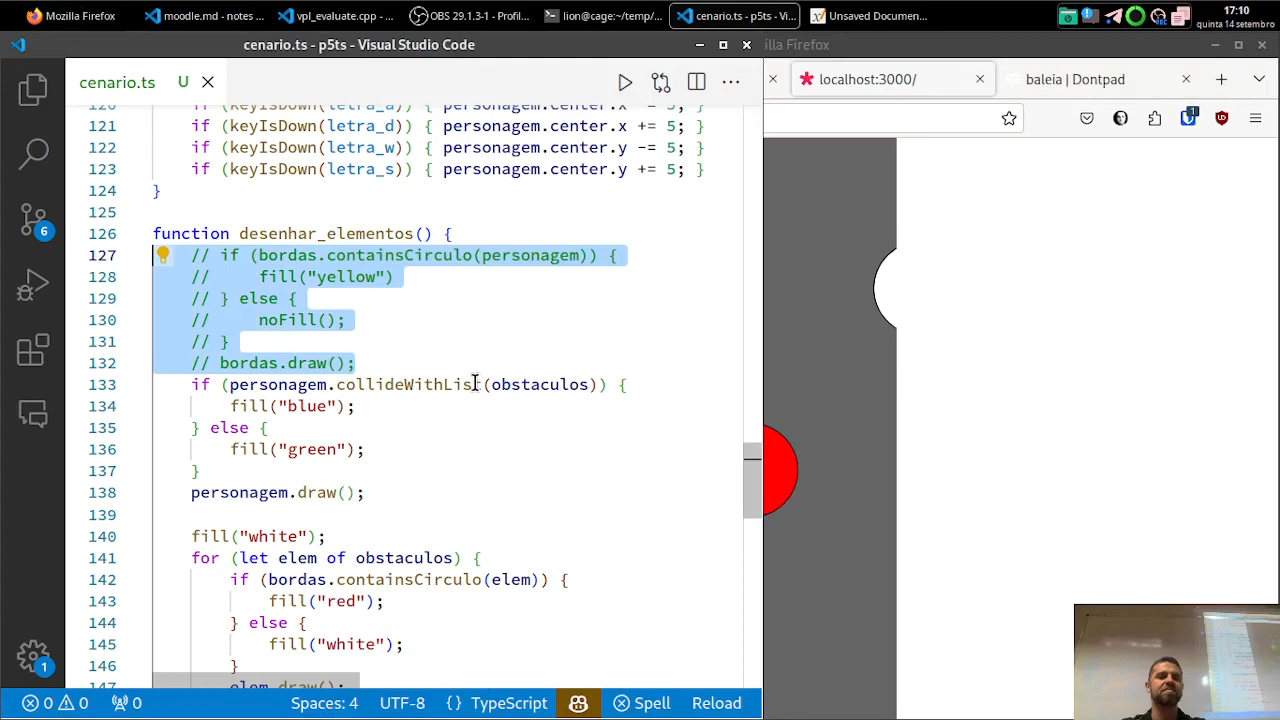 Mozilla Firefox
moodle.md - notes ...
vpl_evaluate.cpp - ...
OBS 29.1.3-1 - Profil...
lion@cage:~/temp/...
cenario.ts - p5ts - Vi...
Unsaved Documen...
17:10
quinta 14 setembro
cenario.ts - p5ts - Visual Studio Code
illa Firefox
cenario.ts U
localhost:3000/
baleia | Dontpad
121 if (keyIsDown(letra_d)) { personagem.center.x += 5; }
122 if (keyIsDown(letra_w)) { personagem.center.y -= 5; }
123 if (keyIsDown(letra_s)) { personagem.center.y += 5; }
124 }
125
126 function desenhar_elementos() {
127 // if (bordas.containsCirculo(personagem)) {
128 // fill("yellow")
129 // } else {
130 // noFill();
131 // }
132 // bordas.draw();
133 if (personagem.collideWithList(obstaculos)) {
134 fill("blue");
135 } else {
136 fill("green");
137 }
138 personagem.draw();
139
140 fill("white");
141 for (let elem of obstaculos) {
142 if (bordas.containsCirculo(elem)) {
143 fill("red");
144 } else {
145 fill("white");
146 }
147 elem.draw();
6
1
1
0 0 0 Spaces: 4 UTF-8 {} TypeScript Spell Reload